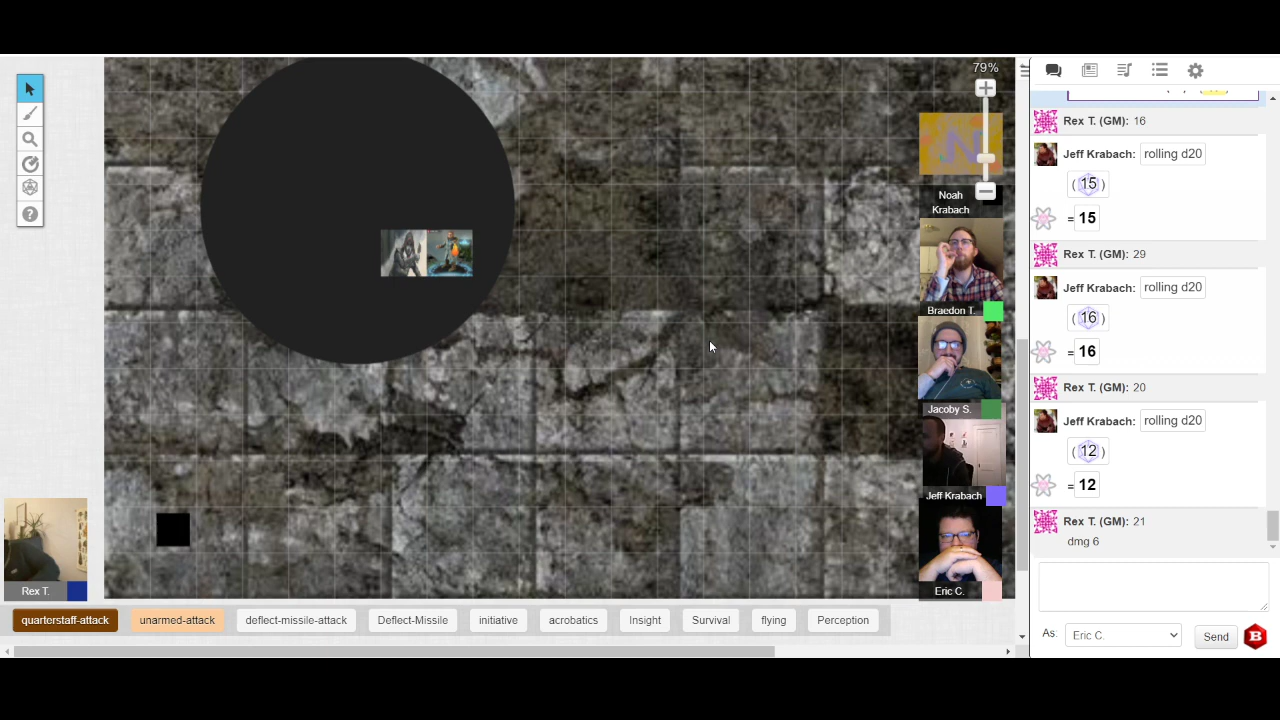 79%
Noah
Krabach
Braedon T.
Jacoby S.
Jeff Krabach
Eric C.
Rex T.
quarterstaff-attack
unarmed-attack
deflect-missile-attack
Deflect-Missile
initiative
acrobatics
Insight
Survival
flying
Perception
Rex T. (GM): 16
Jeff Krabach: rolling d20
(15)
= 15
Rex T. (GM): 29
Jeff Krabach: rolling d20
(16)
= 16
Rex T. (GM): 20
Jeff Krabach: rolling d20
(12)
= 12
Rex T. (GM): 21
dmg 6
As: Eric C. Send B